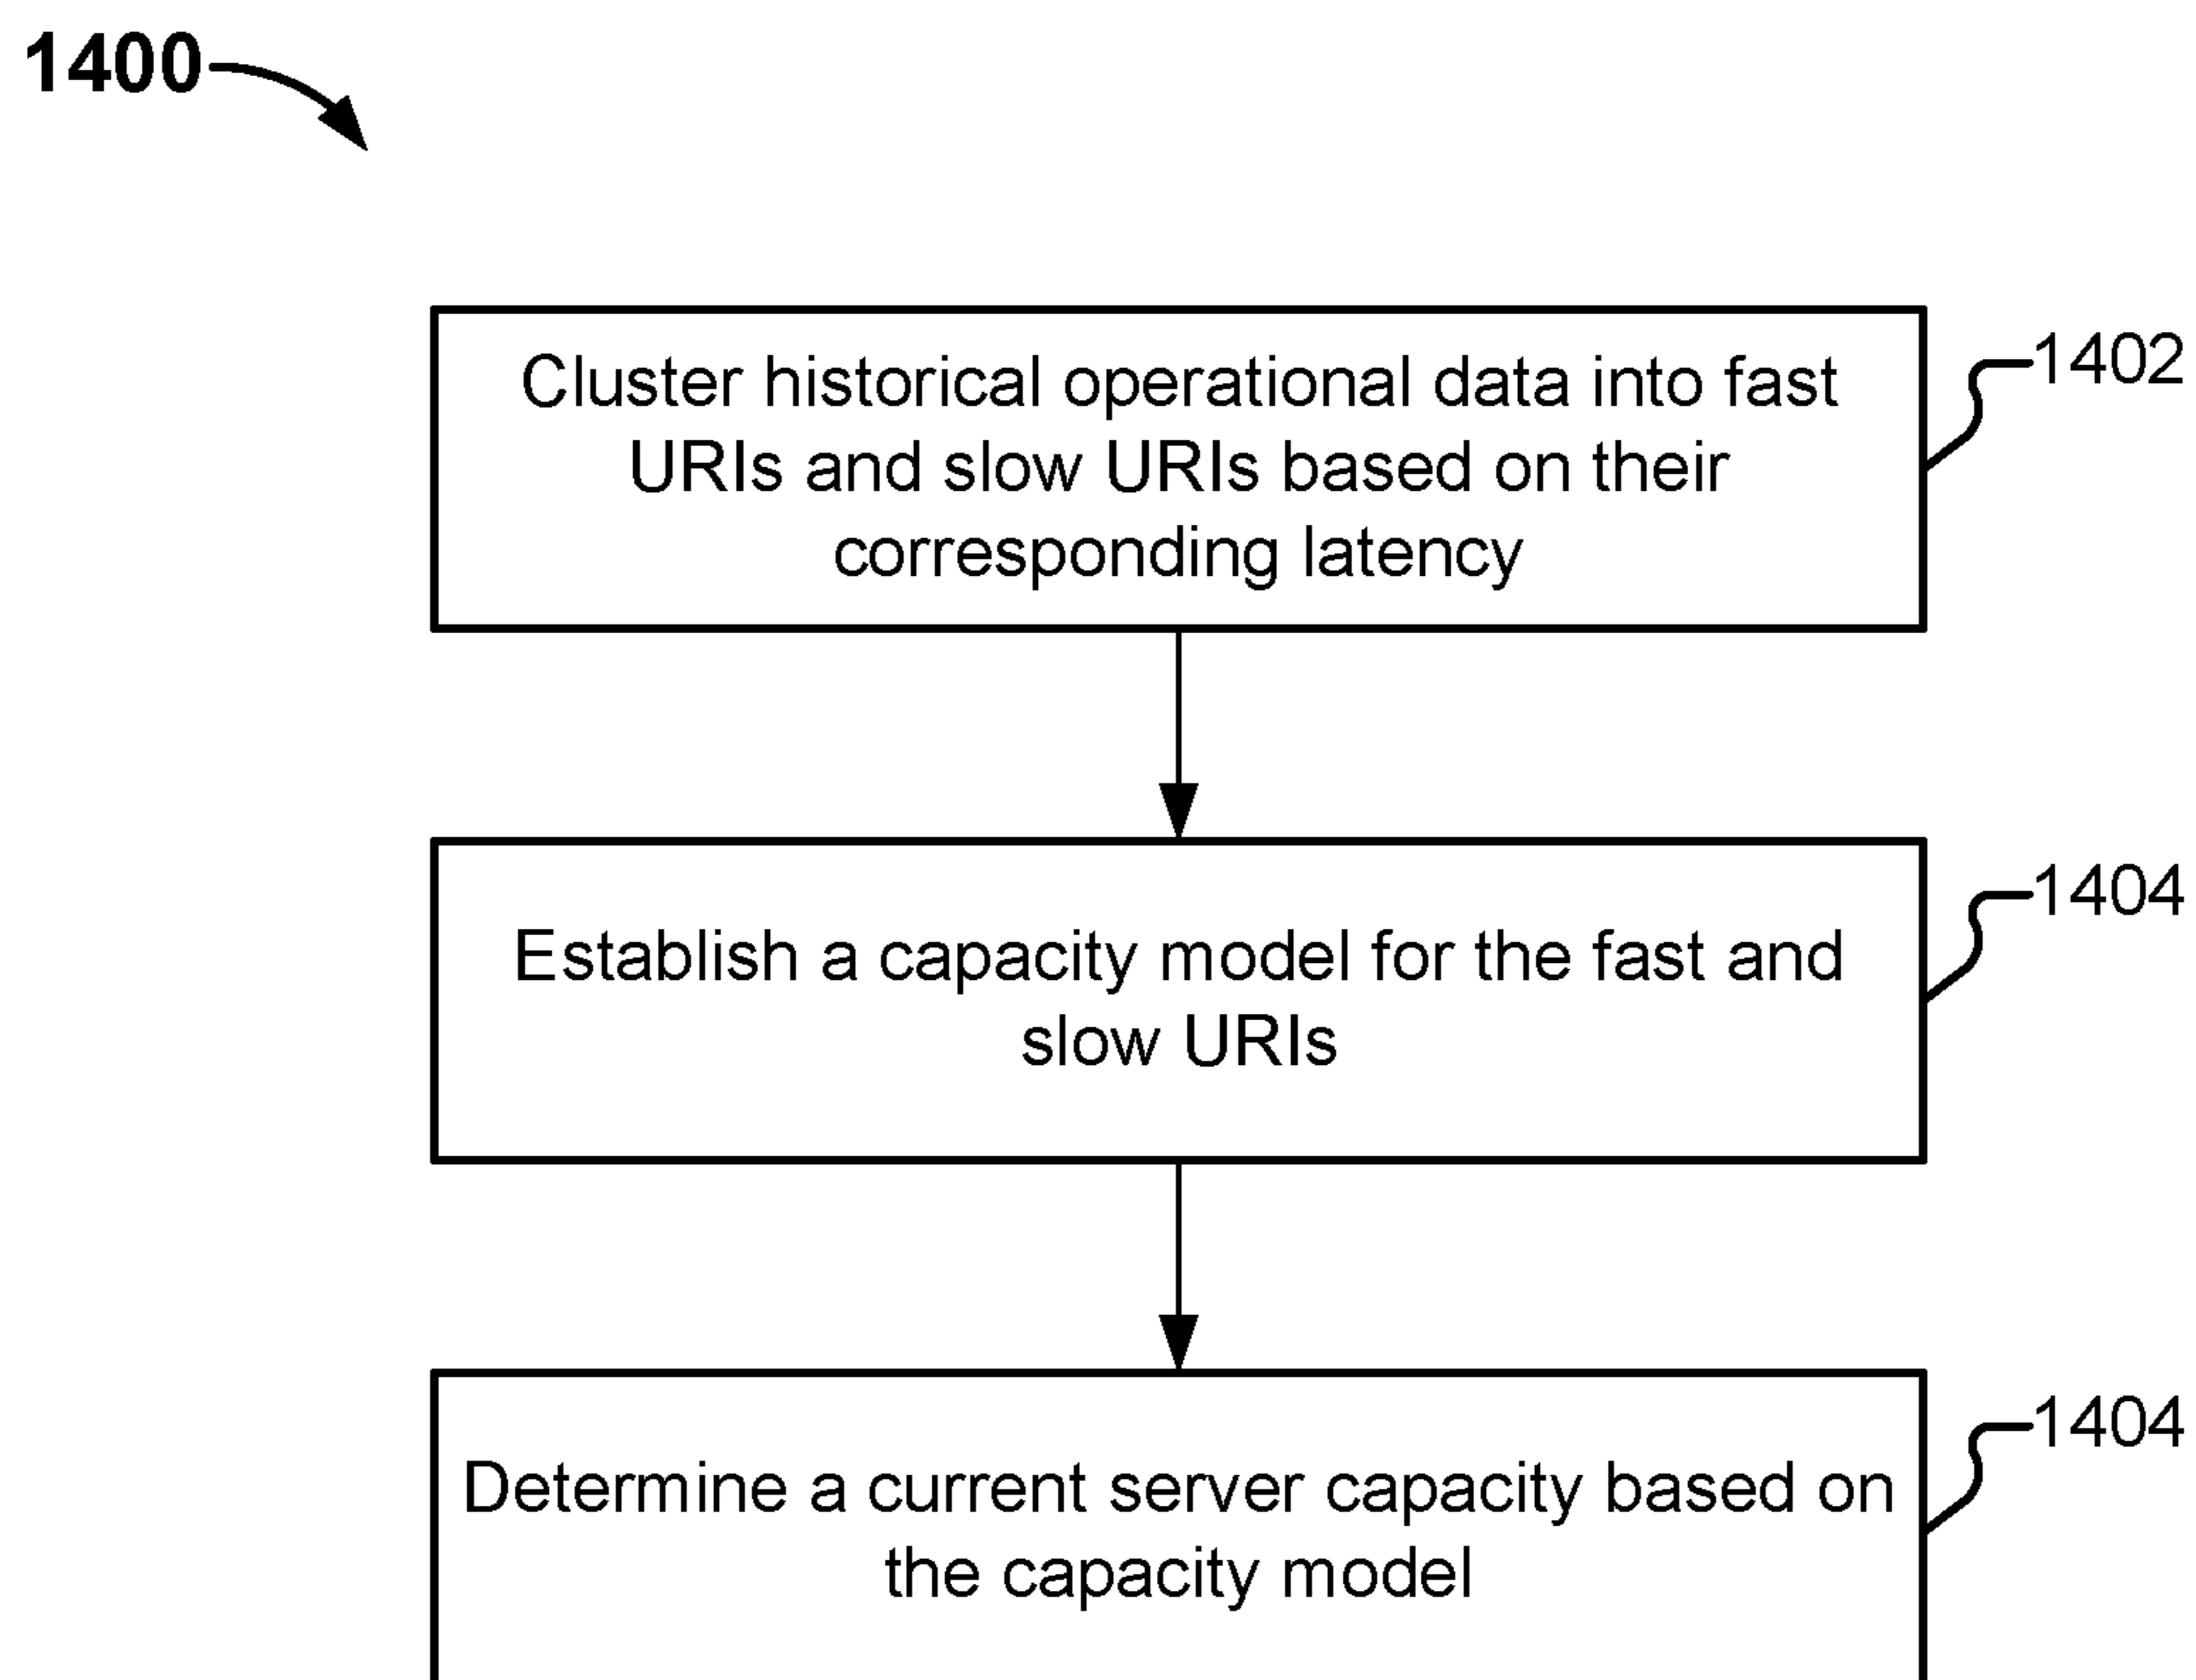 1400
Cluster historical operational data into fast
URIs and slow URIs based on their
corresponding latency
1402
Establish a capacity model for the fast and
slow URIs
1404
Determine a current server capacity based on
the capacity model
1404